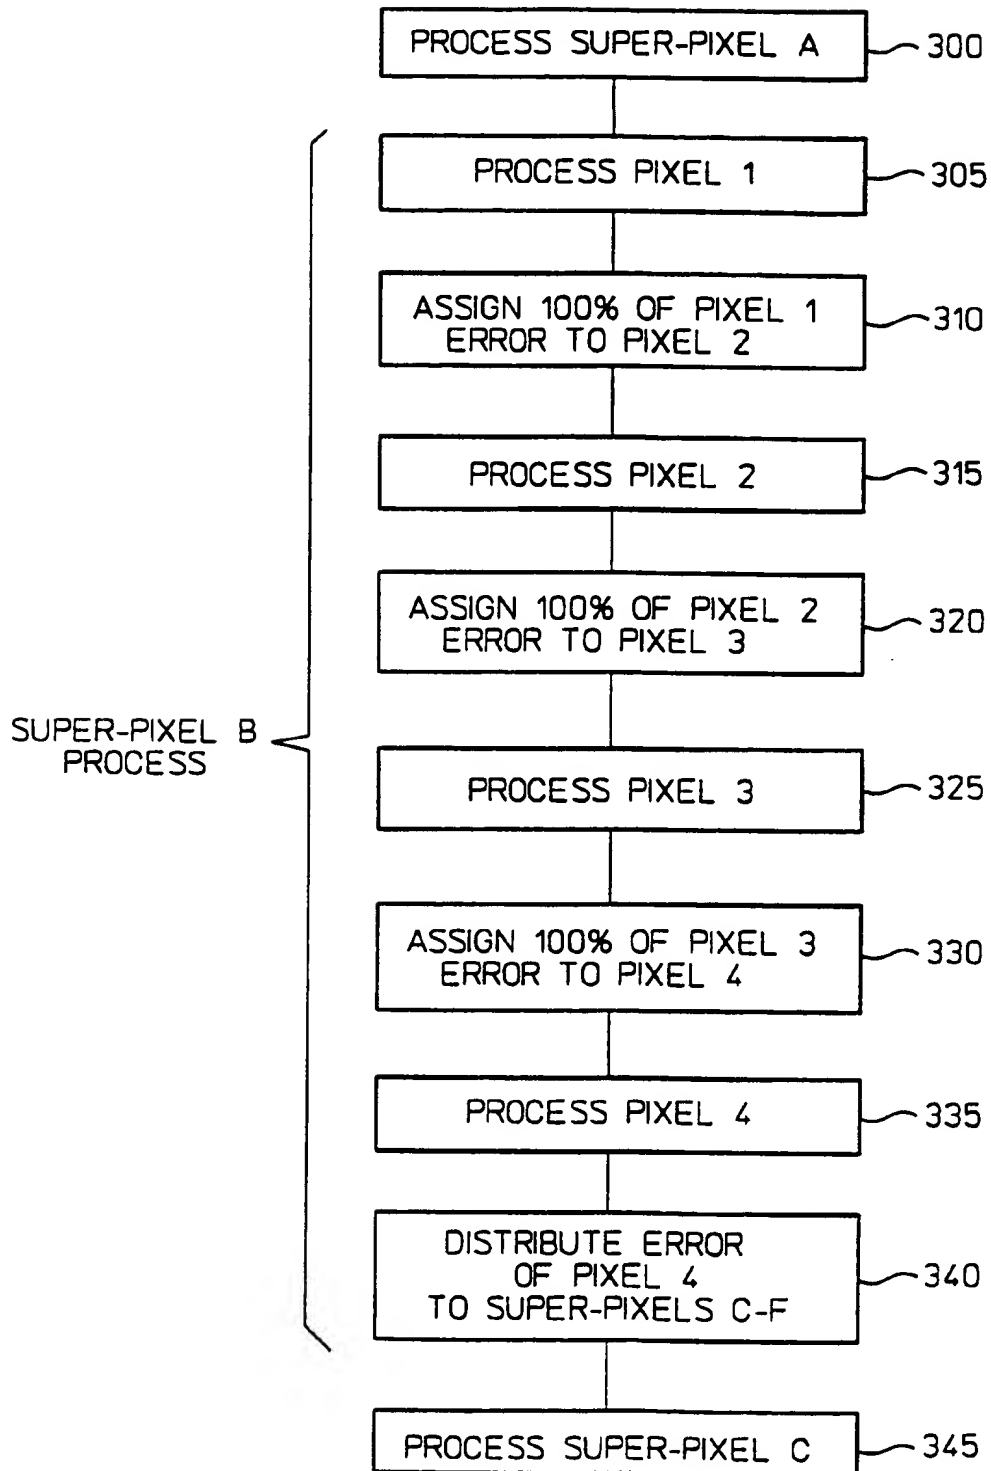 PROCESS SUPER-PIXEL A
300
PROCESS PIXEL 1
305
ASSIGN 100% OF PIXEL 1
ERROR TO PIXEL 2
310
PROCESS PIXEL 2
315
ASSIGN 100% OF PIXEL 2
ERROR TO PIXEL 3
320
SUPER-PIXEL B
PROCESS
PROCESS PIXEL 3
325
ASSIGN 100% OF PIXEL 3
ERROR TO PIXEL 4
330
PROCESS PIXEL 4
335
DISTRIBUTE ERROR
OF PIXEL 4
TO SUPER-PIXELS C-F
340
PROCESS SUPER-PIXEL C
345